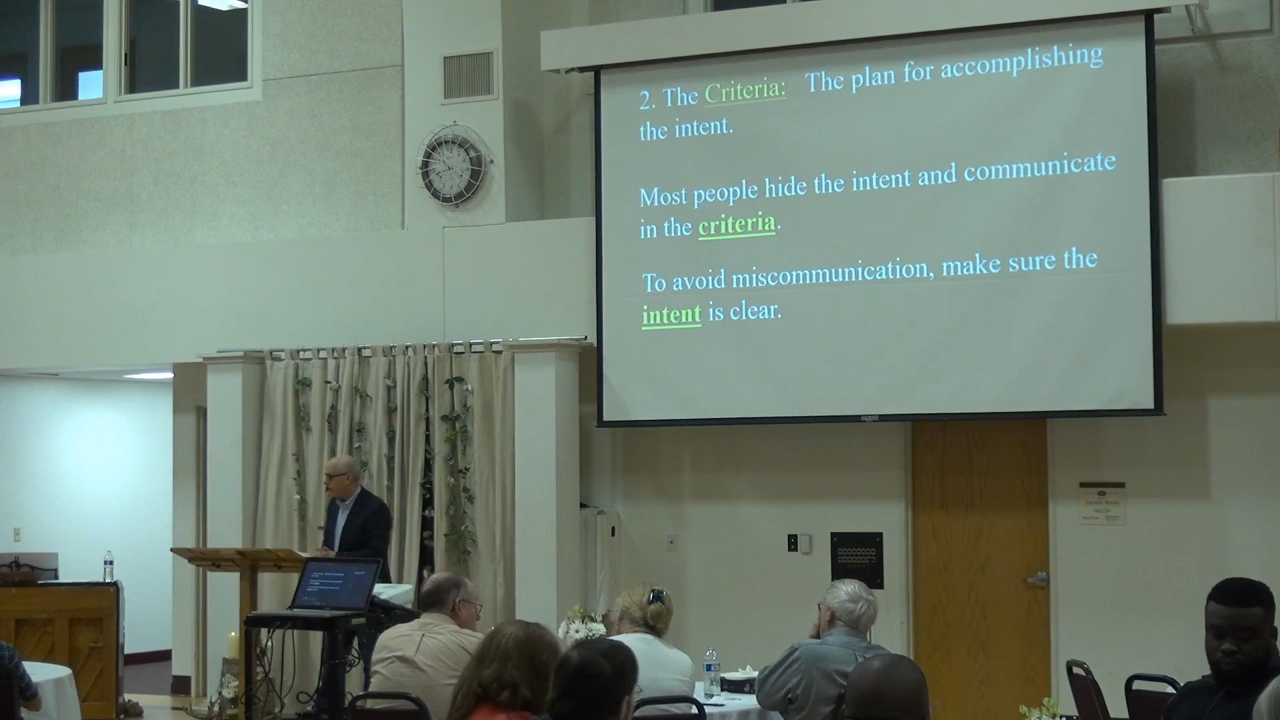 2. The Criteria: The plan for accomplishing
the intent.
Most people hide the intent and communicate
in the criteria.
To avoid miscommunication, make sure the
intent is clear.